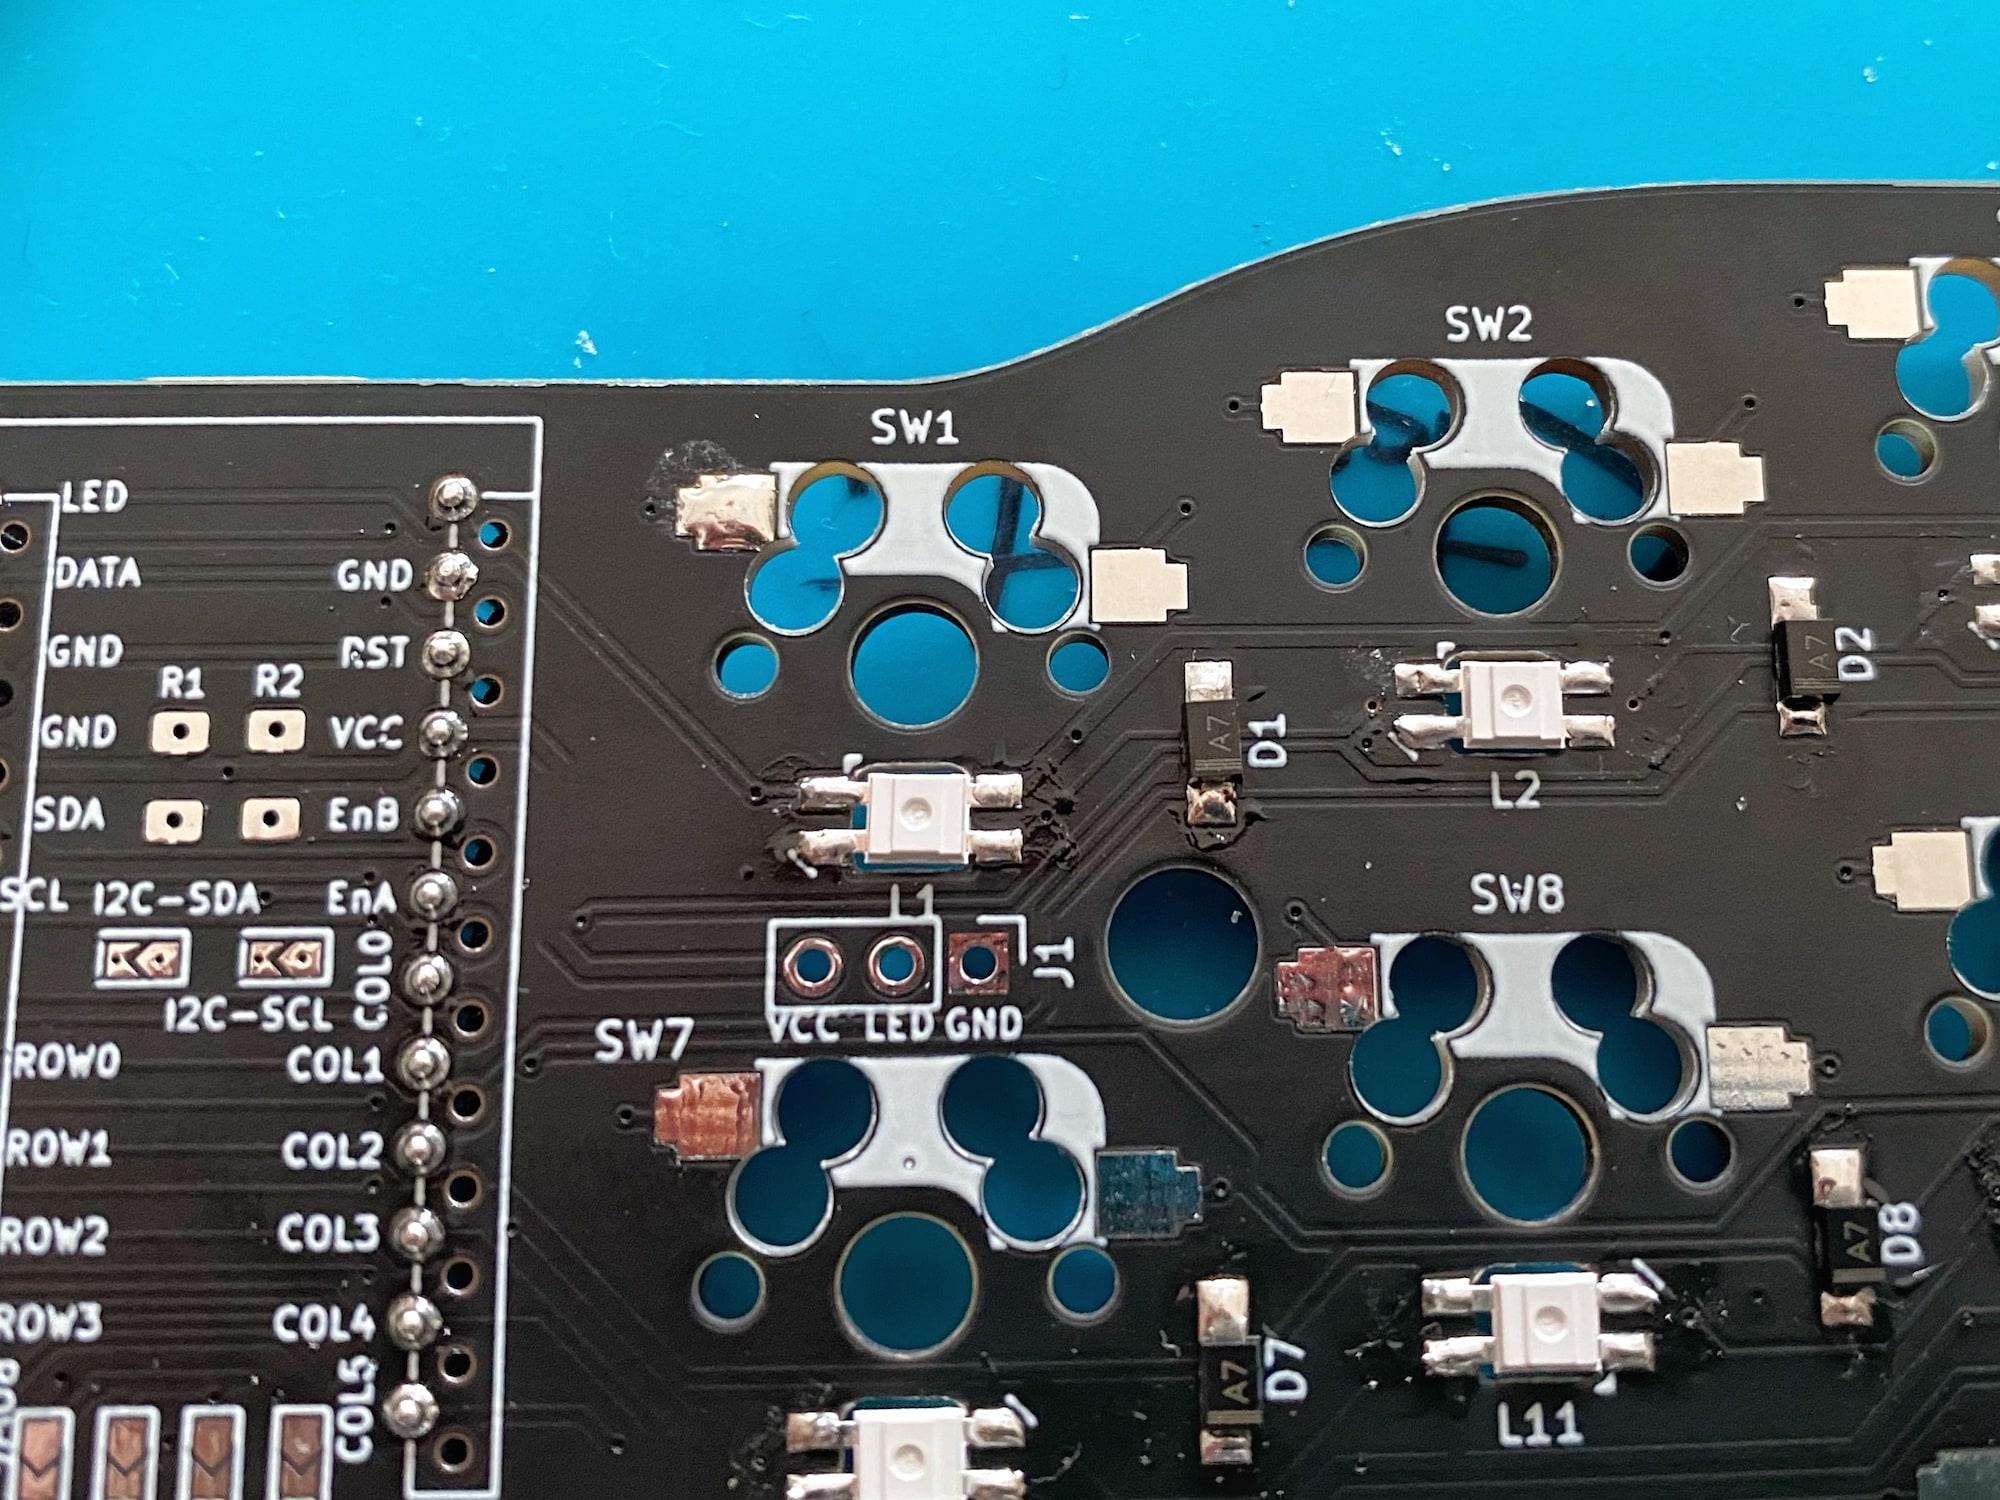 SW2
SW1
LED
DATA
GND
GND
RST
R1
R2
GND
VCC
D2
A7
D1
A7
L2
SDA
EnB
SCL
I2C-SDA
EnA
L1
SW8
COL0
I2C-SCL
J1
VCC
LED
GND
SW7
ROW0
COL1
ROW1
COL2
ROW2
COL3
D8
A7
ROW3
COL4
D7
A7
COL5
L11